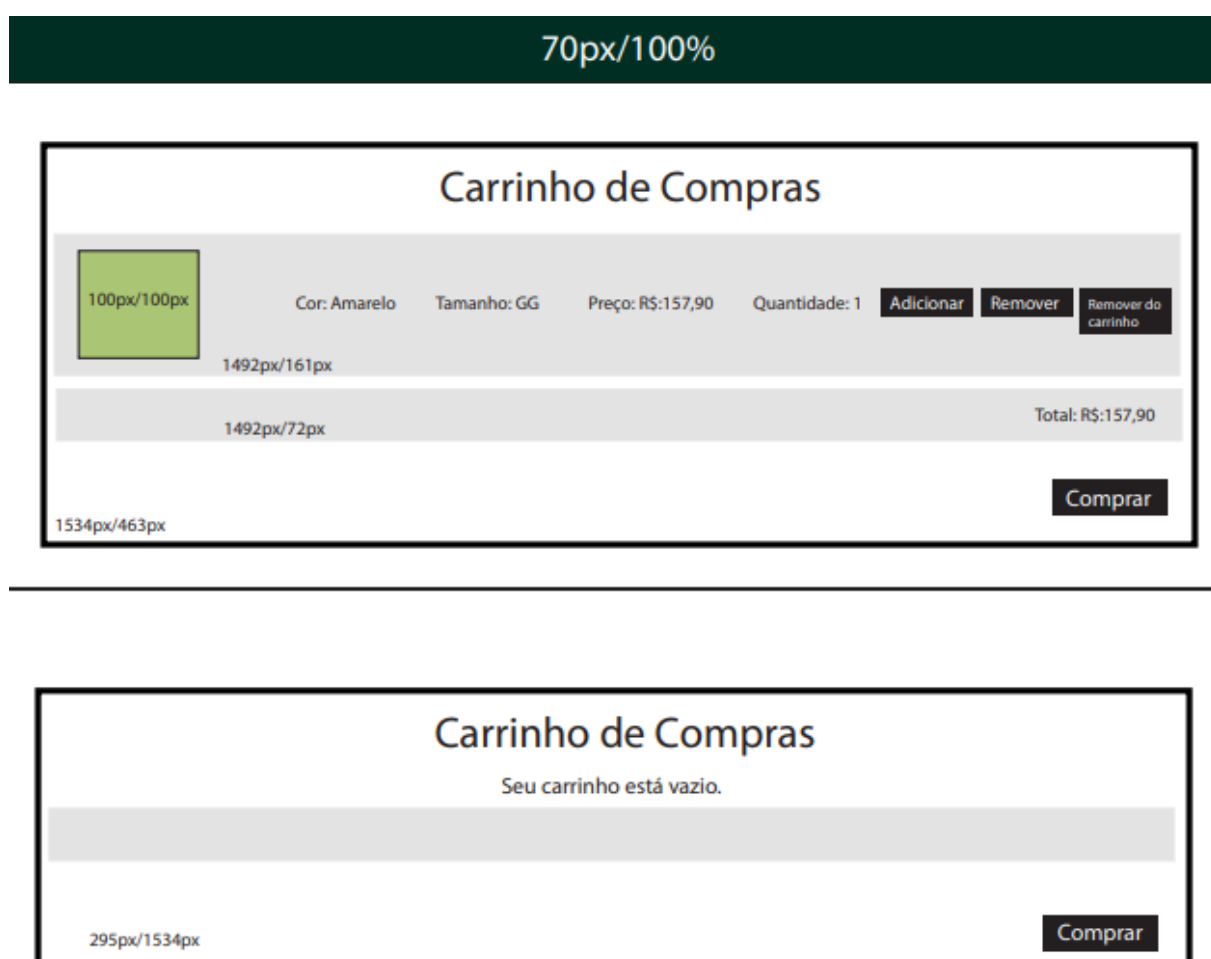 70px/100%
Carrinho de Compras
100px/100px
Cor: Amarelo
Tamanho: GG
Preço: R$:157,90
Quantidade: 1
Adicionar
Remover
Remover do
carrinho
1492px/161px
Total: R$:157,90
1492px/72px
Comprar
1534px/463px
Carrinho de Compras
Seu carrinho está vazio.
Comprar
295px/1534px